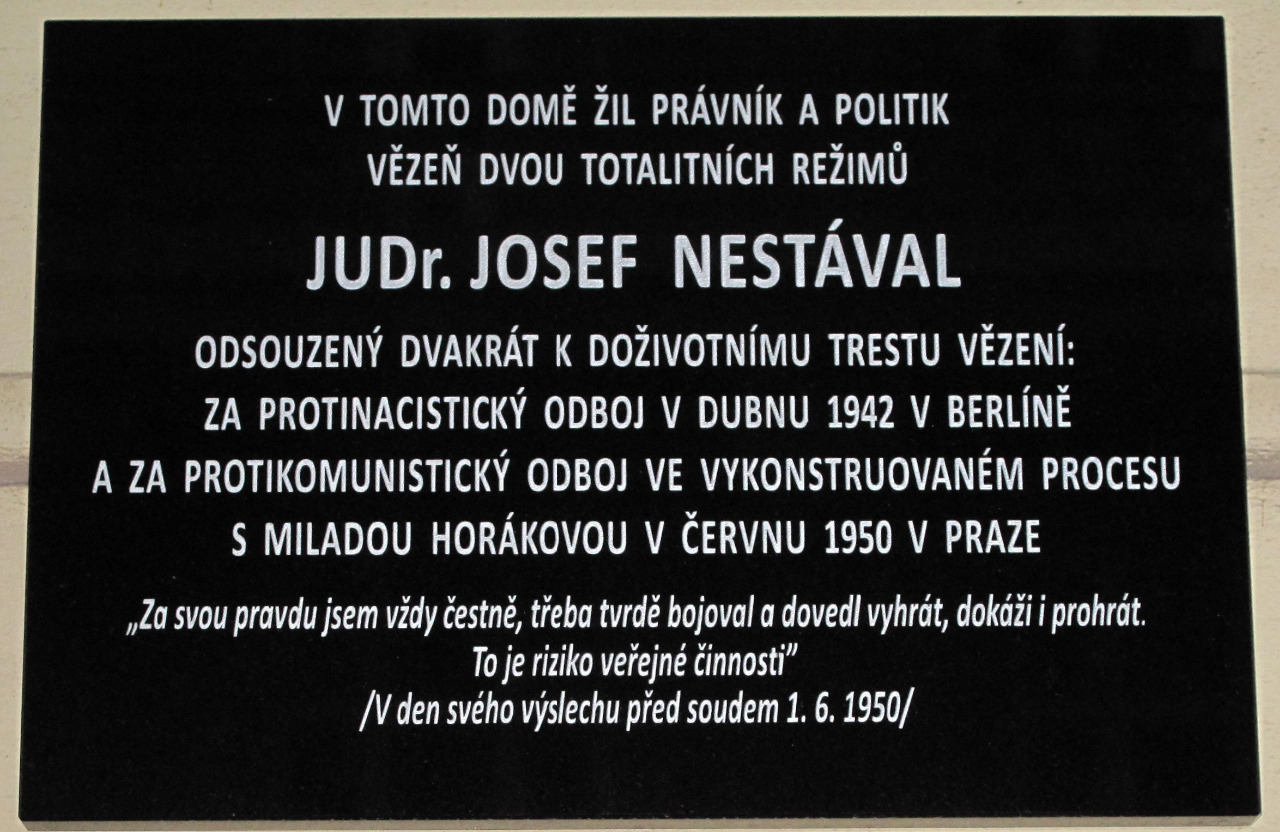 V TOMTO DOMĚ ŽIL PRÁVNÍK A POLITIK
VĚZEŇ DVOU TOTALITNÍCH REŽIMŮ
JUDr. JOSEF NESTÁVAL
ODSOUZENÝ DVAKRÁT K DOŽIVOTNÍMU TRESTU VĚZENÍ:
ZA PROTINACISTICKÝ ODBOJ V DUBNU 1942 V BERLÍNĚ
A ZA PROTIKOMUNISTICKÝ ODBOJ VE VYKONSTRUOVANÉM PROCESU
S MILADOU HORÁKOVOU V ČERVNU 1950 V PRAZE
„Za svou pravdu jsem vždy čestně, třeba tvrdě bojoval a dovedl vyhrát, dokáži i prohrát.
To je riziko veřejné činnosti”
/V den svého výslechu před soudem 1. 6. 1950/